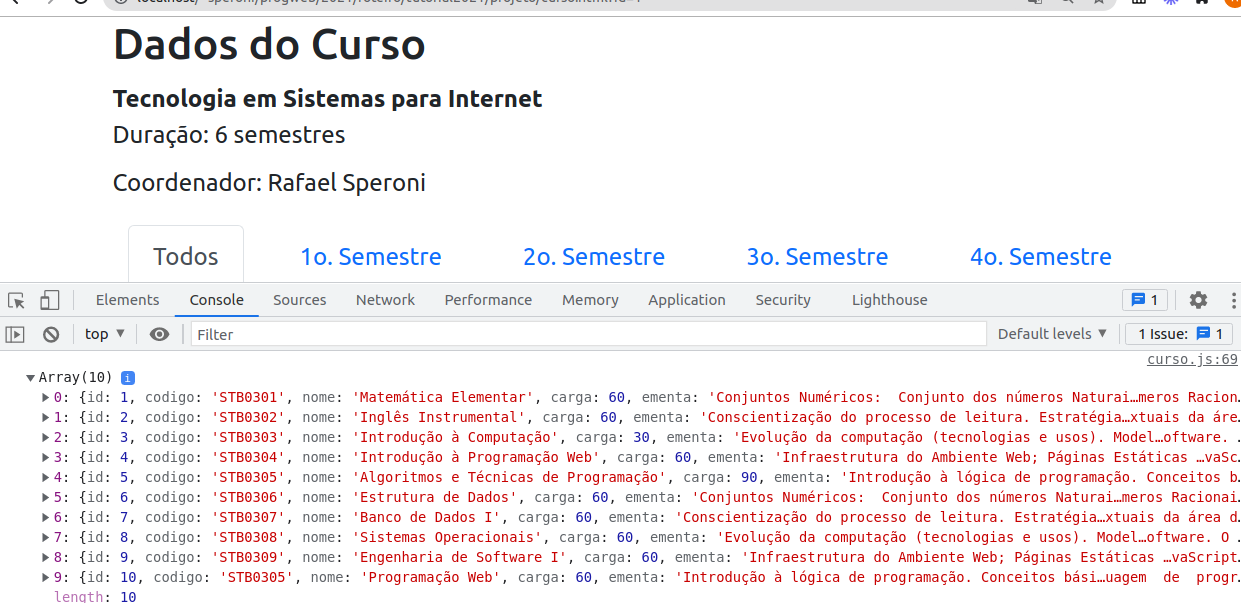 Dados do Curso
Tecnologia em Sistemas para Internet
Duração: 6 semestres
Coordenador: Rafael Speroni
Todos 1o. Semestre 2o. Semestre 3o. Semestre 4o. Semestre
Elements Console Sources Network Performance Memory Application Security Lighthouse 1
top Filter Default levels 1 Issue: 1
curso.js:69
Array(10)
0: {id: 1, codigo: 'STB0301', nome: 'Matemática Elementar', carga: 60, ementa: 'Conjuntos Numéricos:  Conjunto dos números Naturai…meros Racion…
1: {id: 2, codigo: 'STB0302', nome: 'Inglês Instrumental', carga: 60, ementa: 'Conscientização do processo de leitura. Estratégia…xtuais da áre…
2: {id: 3, codigo: 'STB0303', nome: 'Introdução à Computação', carga: 30, ementa: 'Evolução da computação (tecnologias e usos). Model…oftware. …
3: {id: 4, codigo: 'STB0304', nome: 'Introdução à Programação Web', carga: 60, ementa: 'Infraestrutura do Ambiente Web; Páginas Estáticas …vaSc…
4: {id: 5, codigo: 'STB0305', nome: 'Algoritmos e Técnicas de Programação', carga: 90, ementa: 'Introdução à lógica de programação. Conceitos b…
5: {id: 6, codigo: 'STB0306', nome: 'Estrutura de Dados', carga: 60, ementa: 'Conjuntos Numéricos:  Conjunto dos números Naturai…meros Racionai…
6: {id: 7, codigo: 'STB0307', nome: 'Banco de Dados I', carga: 60, ementa: 'Conscientização do processo de leitura. Estratégia…xtuais da área d…
7: {id: 8, codigo: 'STB0308', nome: 'Sistemas Operacionais', carga: 60, ementa: 'Evolução da computação (tecnologias e usos). Model…oftware. O …
8: {id: 9, codigo: 'STB0309', nome: 'Engenharia de Software I', carga: 60, ementa: 'Infraestrutura do Ambiente Web; Páginas Estáticas …vaScript…
9: {id: 10, codigo: 'STB0305', nome: 'Programação Web', carga: 60, ementa: 'Introdução à lógica de programação. Conceitos bási…uagem  de  progr…
length: 10